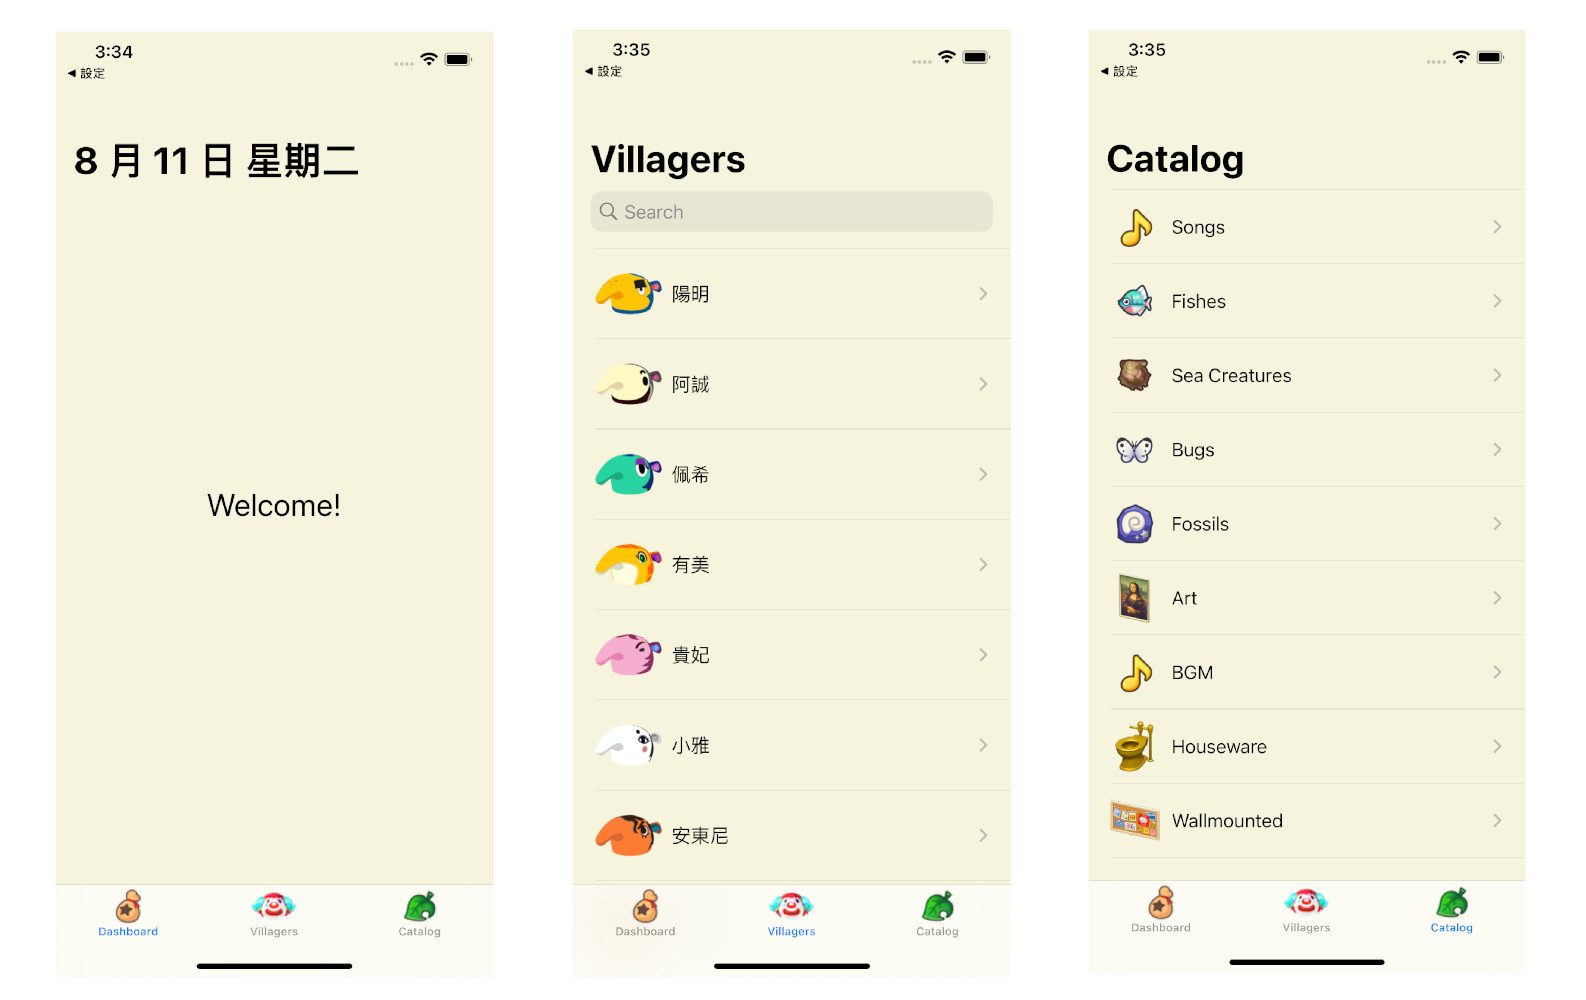 3:34
◀ 設定
8 月 11 日 星期二
Welcome!
Dashboard
Villagers
Catalog
3:35
◀ 設定
Villagers
Search
陽明
阿誠
佩希
有美
貴妃
小雅
安東尼
Dashboard
Villagers
Catalog
3:35
◀ 設定
Catalog
Songs
Fishes
Sea Creatures
Bugs
Fossils
Art
BGM
Houseware
Wallmounted
Dashboard
Villagers
Catalog